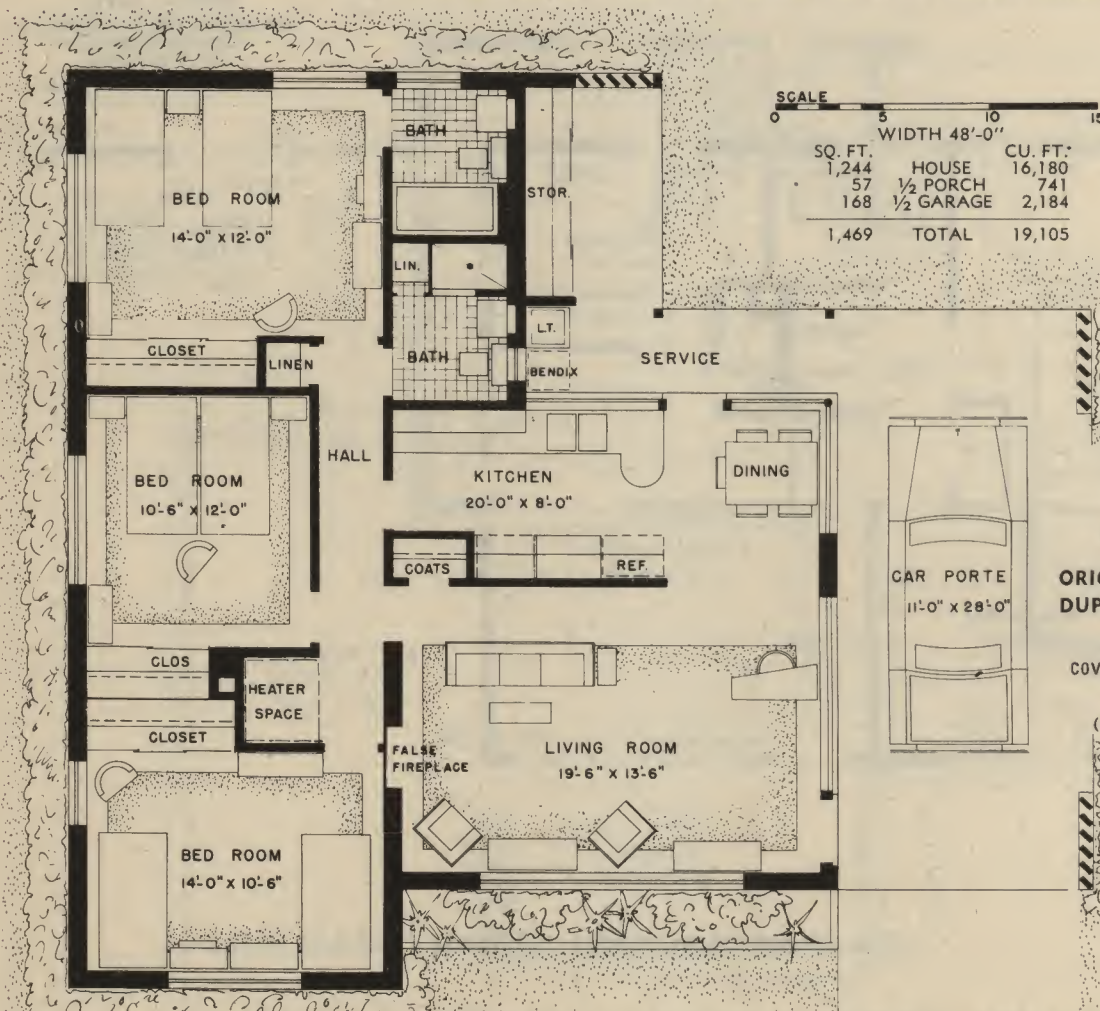 SCALE
0 5 10 15
WIDTH 48'-0"
SQ. FT. CU. FT.
1,244 HOUSE 16,180
57 ½ PORCH 741
168 ½ GARAGE 2,184
1,469 TOTAL 19,105
BATH
BED ROOM
14'-0" X 12'-0"
STOR.
LIN.
L.T.
CLOSET
LINEN
BATH
BENDIX
SERVICE
HALL
BED ROOM
10'-6" X 12'-0"
KITCHEN
20'-0" X 8'-0"
DINING
COATS
REF.
CAR PORTE
11'-0" X 28'-0"
ORIG
DUP
COV
CLOS
HEATER
SPACE
CLOSET
FALSE
FIREPLACE
LIVING ROOM
19'-6" X 13'-6"
BED ROOM
14'-0" X 10'-6"